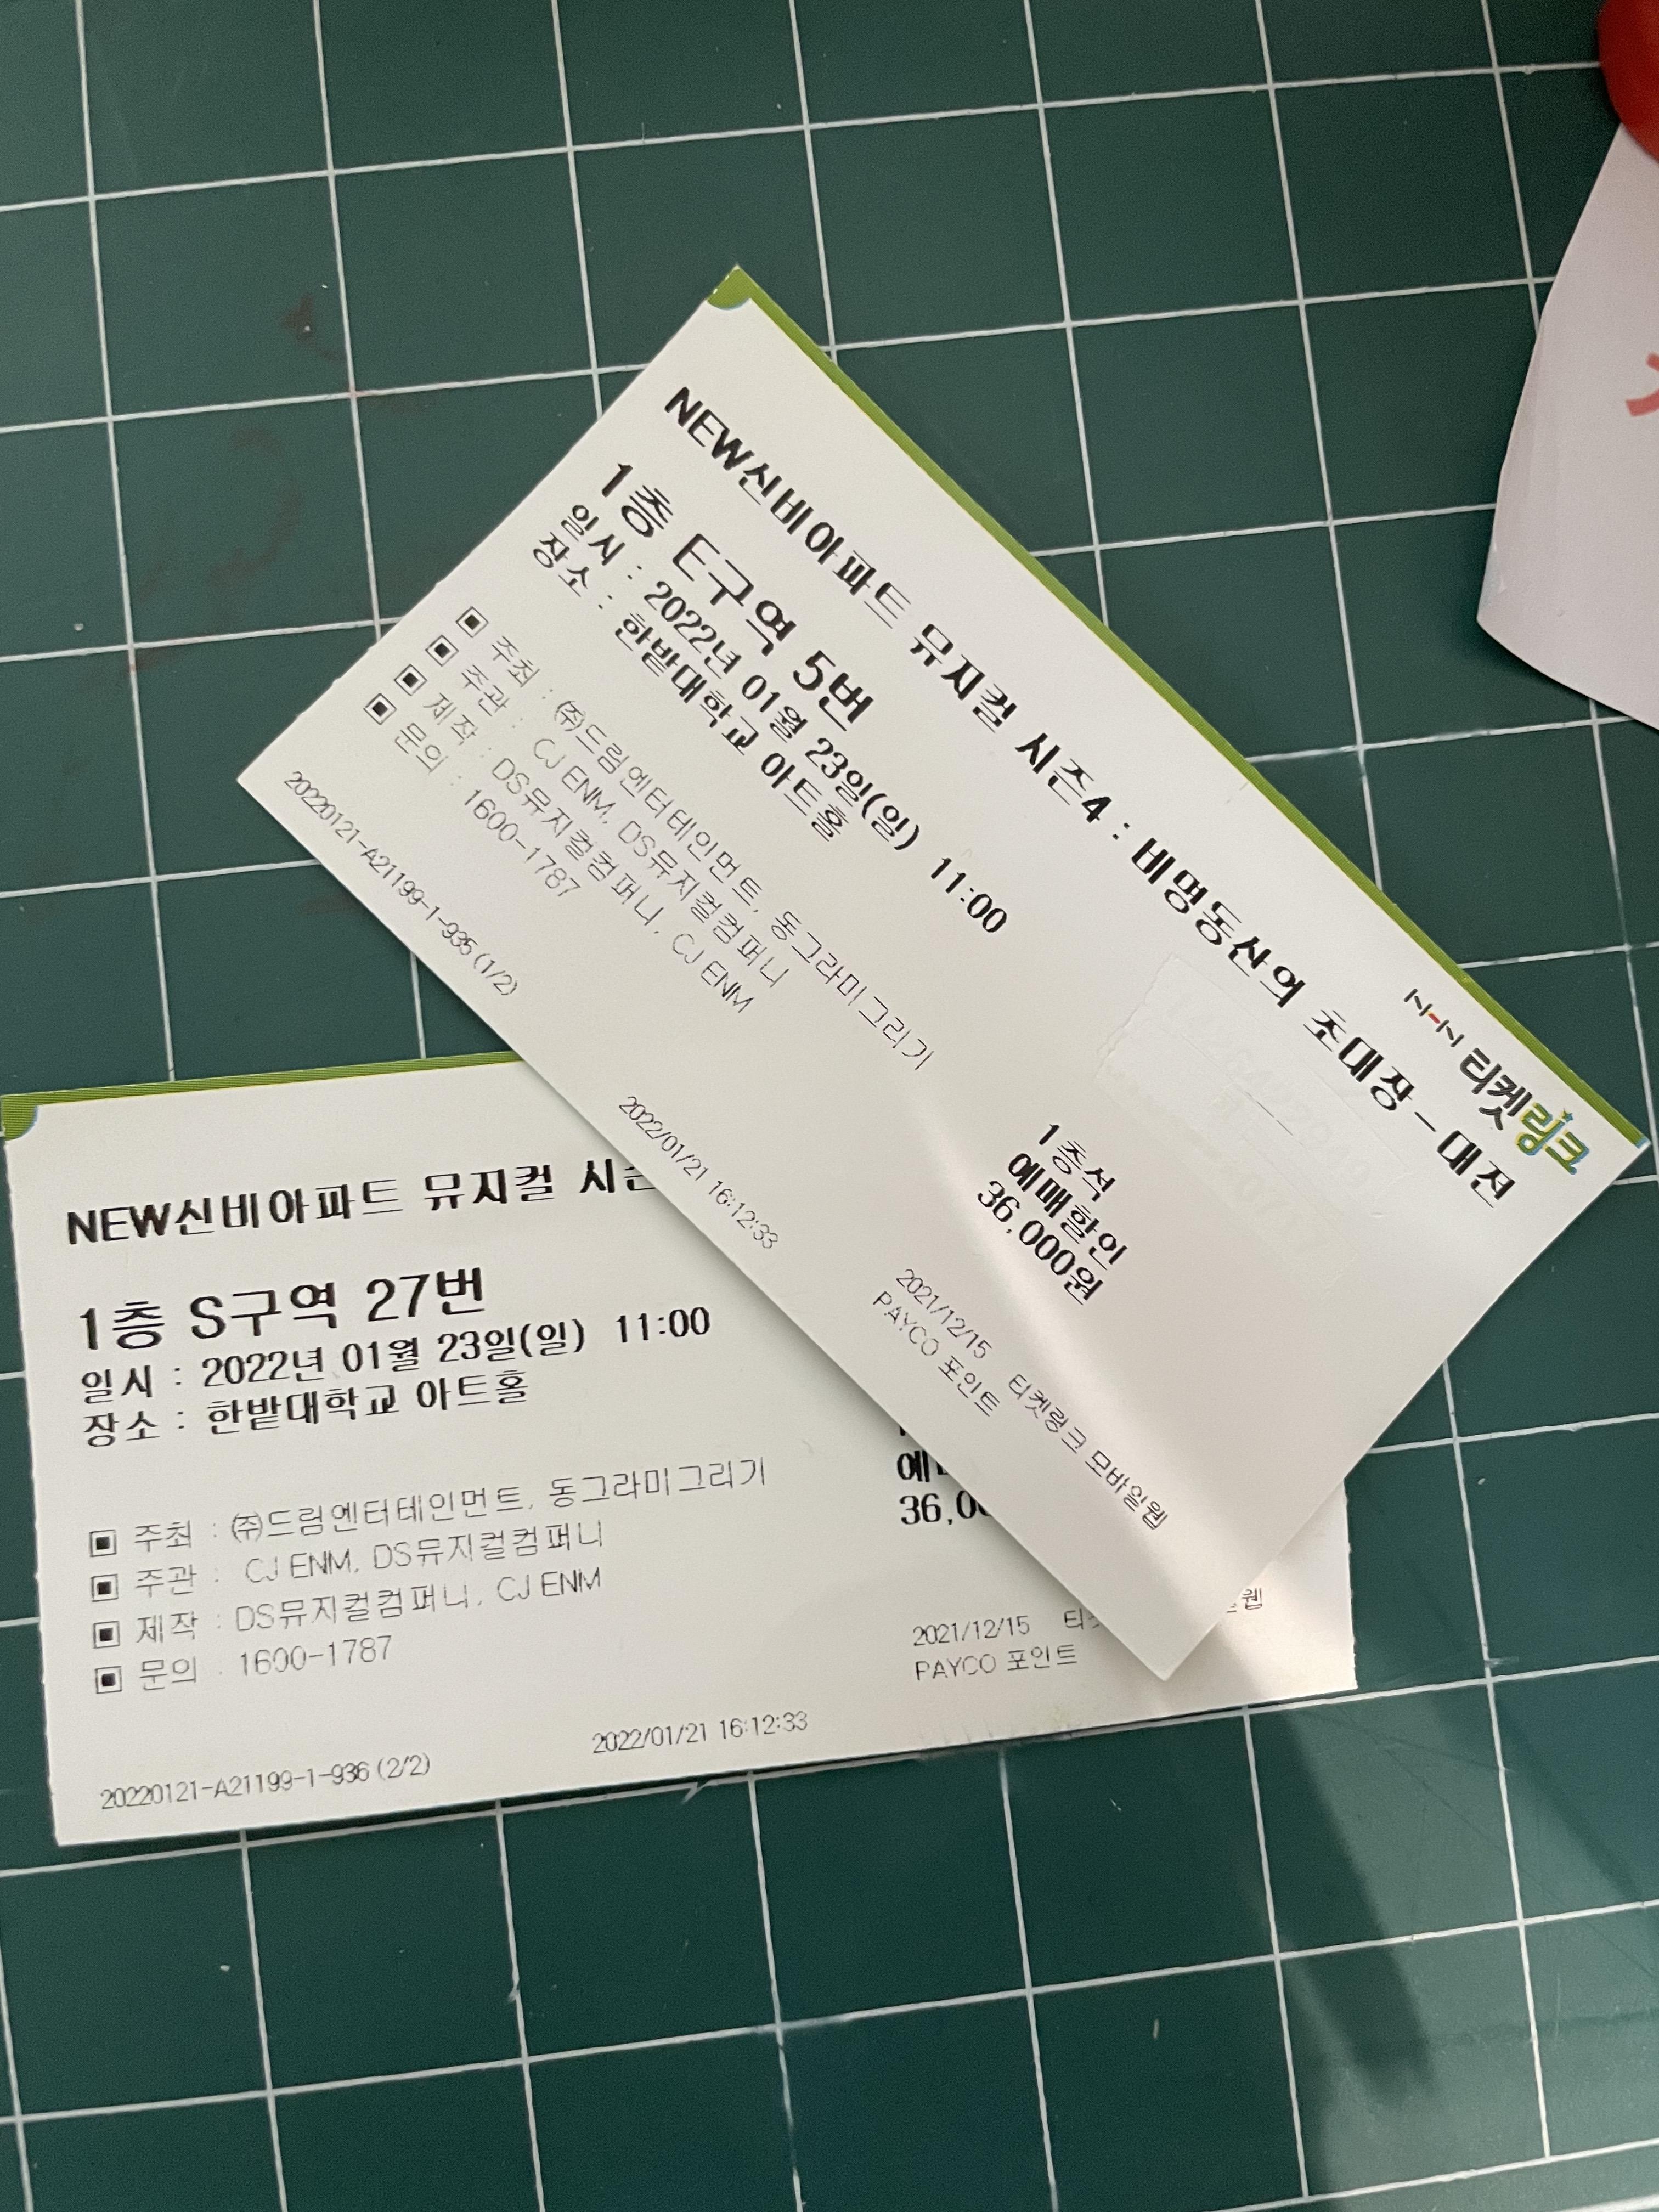 NHN 티켓링크
NEW신비아파트 뮤지컬 시즌4 : 비명동산의 초대장-대전
1층 E구역 5번
일시 : 2022년 01월 23일(일) 11:00
장소 : 한밭대학교 아트홀
1층석
예매할인
36,000원
▣ 주최 : ㈜드림엔터테인먼트, 동그라미그리기
▣ 주관 : CJ ENM, DS뮤지컬컴퍼니
▣ 제작 : DS뮤지컬컴퍼니, CJ ENM
▣ 문의 : 1600-1787
2021/12/15 티켓링크 모바일웹
PAYCO 포인트
20220121-A21199-1-935 (1/2)
2022/01/21 16:12:33
NEW신비아파트 뮤지컬 시
1층 S구역 27번
일시 : 2022년 01월 23일(일) 11:00
장소 : 한밭대학교 아트홀
예
36,0
▣ 주최 : ㈜드림엔터테인먼트, 동그라미그리기
▣ 주관 : CJ ENM, DS뮤지컬컴퍼니
▣ 제작 : DS뮤지컬컴퍼니, CJ ENM
▣ 문의 : 1600-1787
2021/12/15 티 웹
PAYCO 포인트
20220121-A21199-1-936 (2/2)
2022/01/21 16:12:33